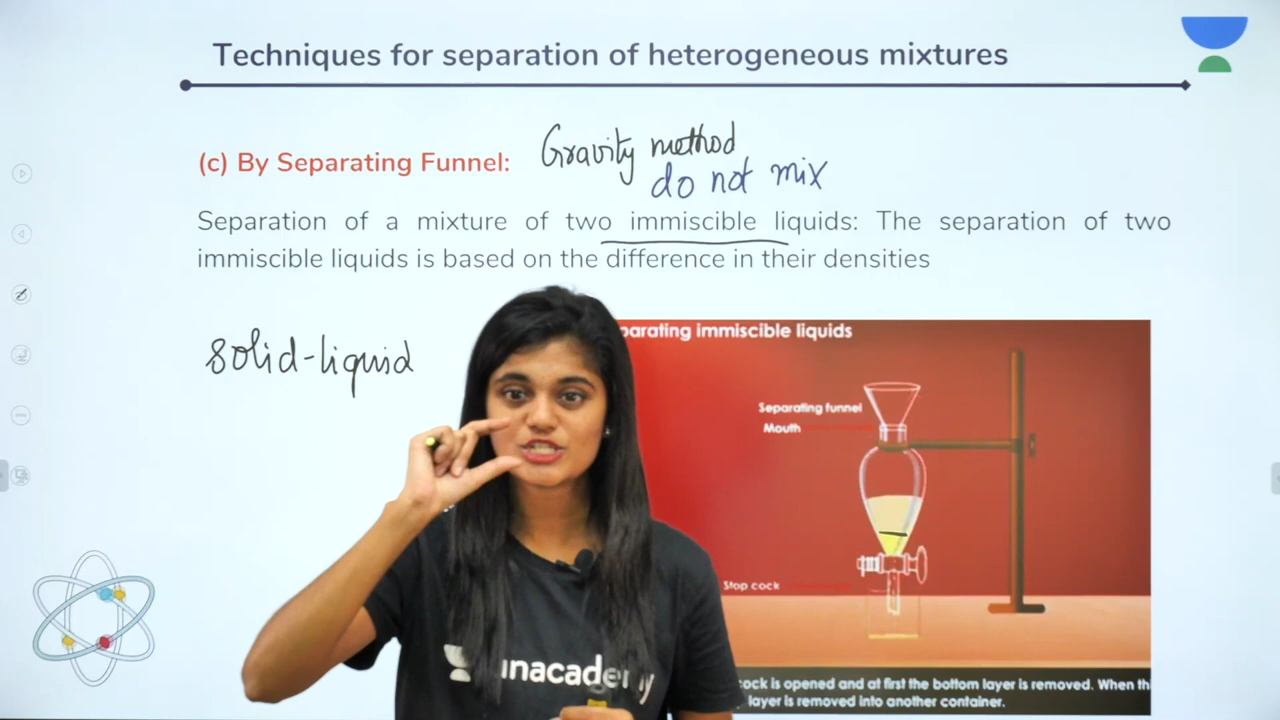 Techniques for separation of heterogeneous mixtures
(c) By Separating Funnel: Gravity method
do not mix
Separation of a mixture of two immiscible liquids: The separation of two
immiscible liquids is based on the difference in their densities
solid-liquid
parating immiscible liquids
Separating funnel
Mouth
Stop cock
unacademy
cock is opened and at first the bottom layer is removed. When thi
layer is removed into another container.